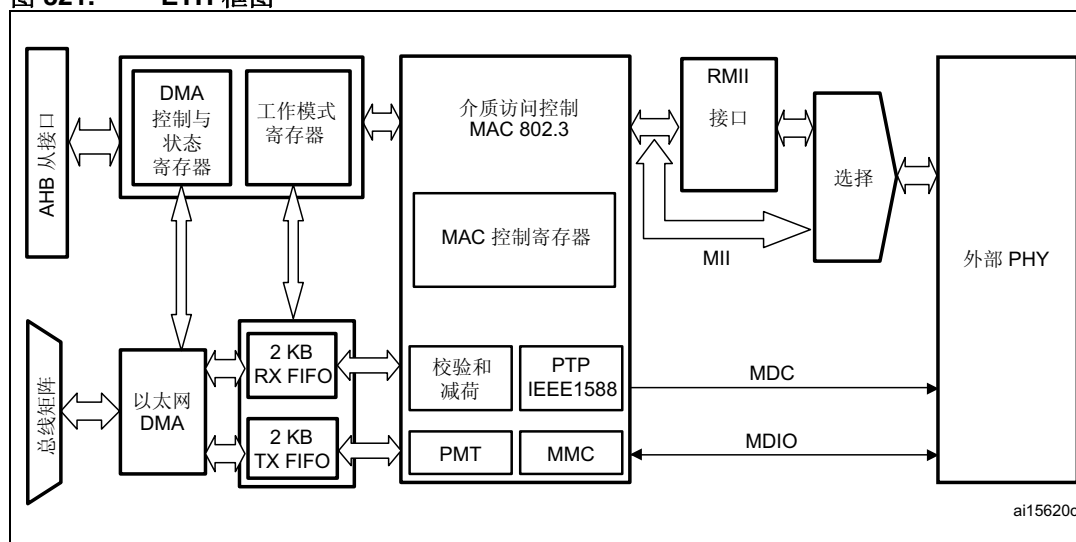 图 321. ETH 框图
AHB 从接口
DMA
控制与
状态
寄存器
工作模式
寄存器
介质访问控制
MAC 802.3
MAC 控制寄存器
RMII
接口
MII
选择
外部 PHY
总线矩阵
以太网
DMA
2 KB
RX FIFO
2 KB
TX FIFO
校验和
减荷
PTP
IEEE1588
PMT
MMC
MDC
MDIO
ai15620c